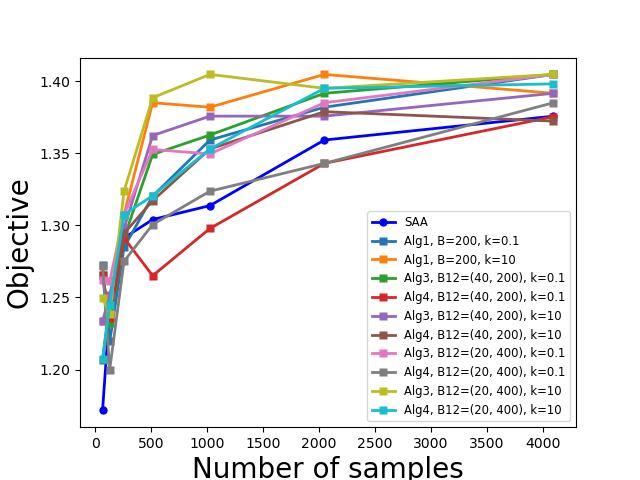 1.40
1.35
1.30
1.25
1.20
Objective
SAA
Alg1, B=200, k=0.1
Alg1, B=200, k=10
Alg3, B12=(40, 200), k=0.1
Alg4, B12=(40, 200), k=0.1
Alg3, B12=(40, 200), k=10
Alg4, B12=(40, 200), k=10
Alg3, B12=(20, 400), k=0.1
Alg4, B12=(20, 400), k=0.1
Alg3, B12=(20, 400), k=10
Alg4, B12=(20, 400), k=10
0 500 1000 1500 2000 2500 3000 3500 4000
Number of samples